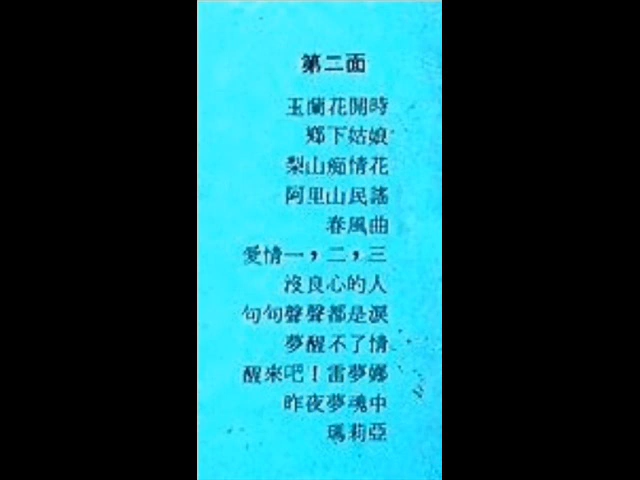 第二面
玉蘭花開時
鄉下姑娘
梨山痴情花
阿里山民謠
春風曲
愛情一，二，三
沒良心的人
句句聲聲都是淚
夢醒不了情
醒來吧！雷夢娜
昨夜夢魂中
瑪莉亞